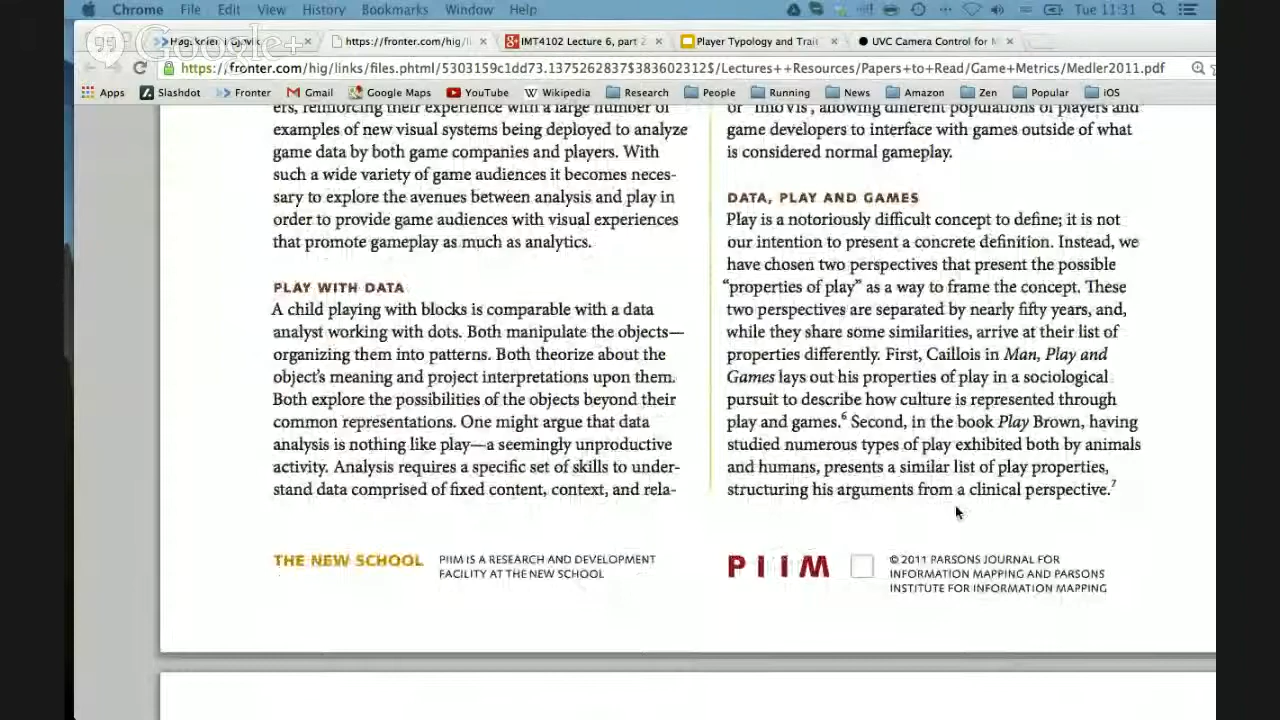 Chrome File Edit View History Bookmarks Window Help Tue 11:31
Google+
https://fronter.com/hig/l IMT4102 Lecture 6, part 2 Player Typology and Trait UVC Camera Control for
https://fronter.com/hig/links/files.phtml/5303159c1dd73.1375262837$383602312$/Lectures++Resources/Papers+to+Read/Game+Metrics/Medler2011.pdf
Apps Slashdot Fronter Gmail Google Maps YouTube Wikipedia Research People Running News Amazon Zen Popular iOS
ers, reinforcing their experience with a large number of
examples of new visual systems being deployed to analyze
game data by both game companies and players. With
such a wide variety of game audiences it becomes neces-
sary to explore the avenues between analysis and play in
order to provide game audiences with visual experiences
that promote gameplay as much as analytics.
PLAY WITH DATA
A child playing with blocks is comparable with a data
analyst working with dots. Both manipulate the objects—
organizing them into patterns. Both theorize about the
object's meaning and project interpretations upon them.
Both explore the possibilities of the objects beyond their
common representations. One might argue that data
analysis is nothing like play—a seemingly unproductive
activity. Analysis requires a specific set of skills to under-
stand data comprised of fixed content, context, and rela-
or "InfoVis", allowing different populations of players and
game developers to interface with games outside of what
is considered normal gameplay.
DATA, PLAY AND GAMES
Play is a notoriously difficult concept to define; it is not
our intention to present a concrete definition. Instead, we
have chosen two perspectives that present the possible
“properties of play” as a way to frame the concept. These
two perspectives are separated by nearly fifty years, and,
while they share some similarities, arrive at their list of
properties differently. First, Caillois in Man, Play and
Games lays out his properties of play in a sociological
pursuit to describe how culture is represented through
play and games.6 Second, in the book Play Brown, having
studied numerous types of play exhibited both by animals
and humans, presents a similar list of play properties,
structuring his arguments from a clinical perspective.7
THE NEW SCHOOL
PIIM IS A RESEARCH AND DEVELOPMENT
FACILITY AT THE NEW SCHOOL
PIIM
© 2011 PARSONS JOURNAL FOR
INFORMATION MAPPING AND PARSONS
INSTITUTE FOR INFORMATION MAPPING